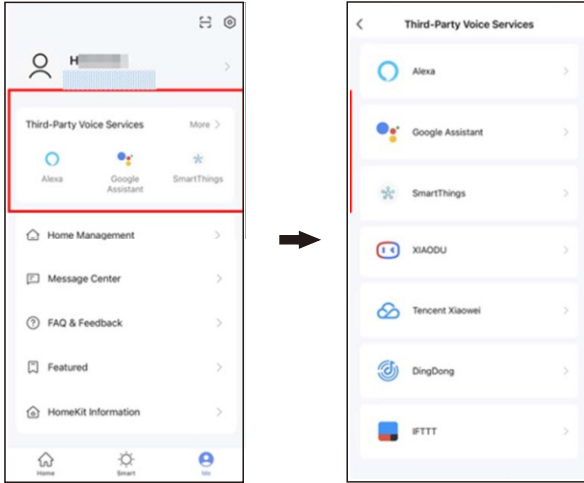 H
Third-Party Voice Services
More
Alexa
Google
Assistant
SmartThings
Home Management
Message Center
FAQ & Feedback
Featured
HomeKit Information
Home
Smart
Me
Third-Party Voice Services
Alexa
Google Assistant
SmartThings
XIAODU
Tencent Xiaowei
DingDong
IFTTT